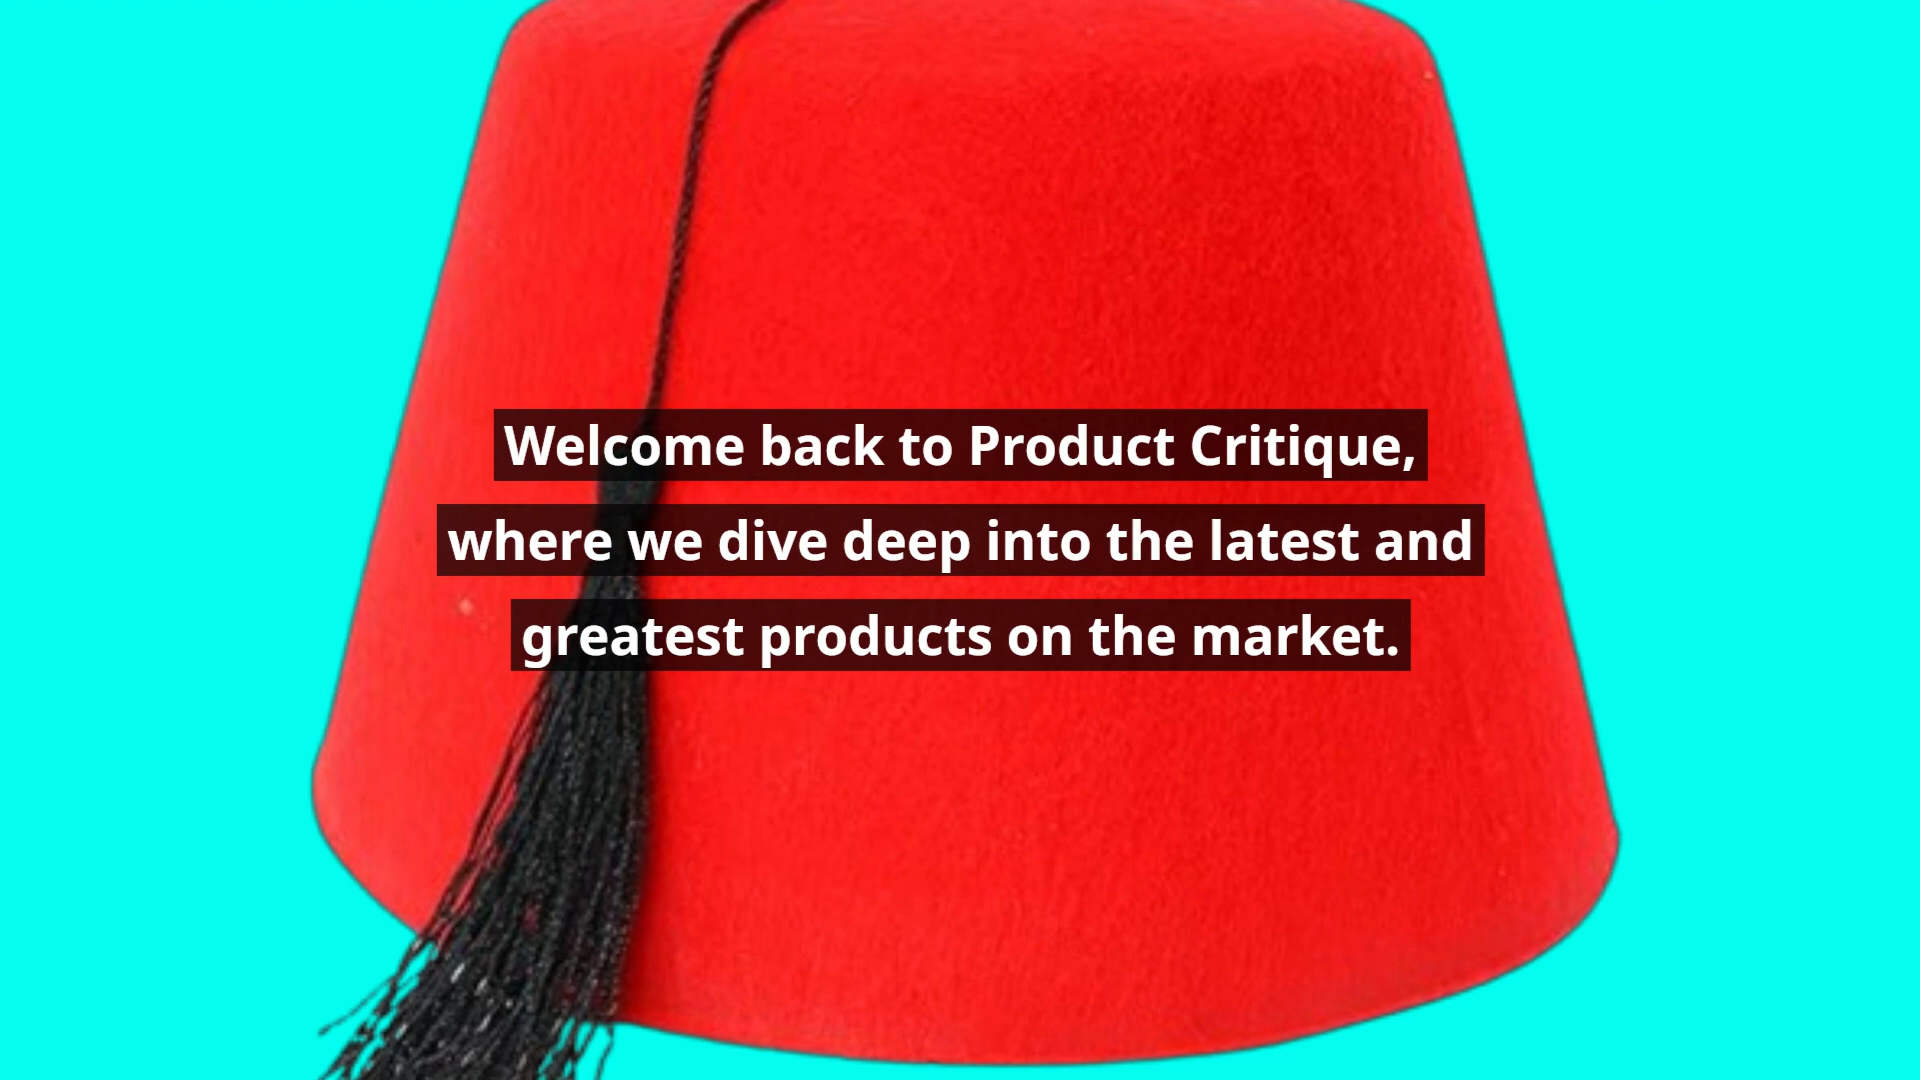 Welcome back to Product Critique,
where we dive deep into the latest and
greatest products on the market.